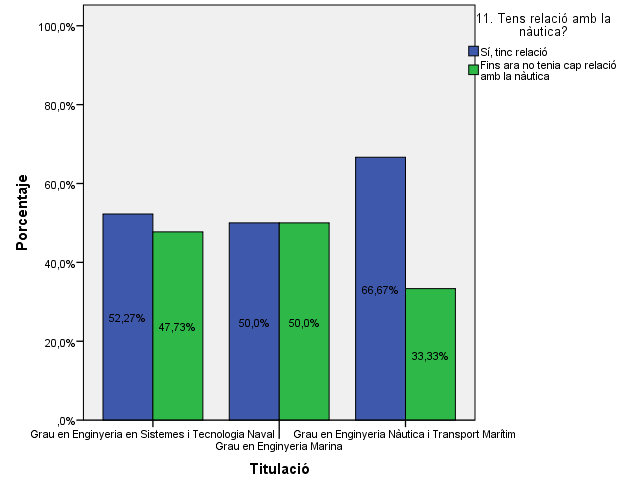 11. Tens relació amb la
nàutica?
Sí, tinc relació
Fins ara no tenia cap relació
amb la nàutica
100,0%
80,0%
60,0%
40,0%
20,0%
,0%
Porcentaje
52,27%
47,73%
50,0%
50,0%
66,67%
33,33%
Grau en Enginyeria en Sistemes i Tecnologia Naval
Grau en Enginyeria Marina
Grau en Enginyeria Nàutica i Transport Marítim
Titulació